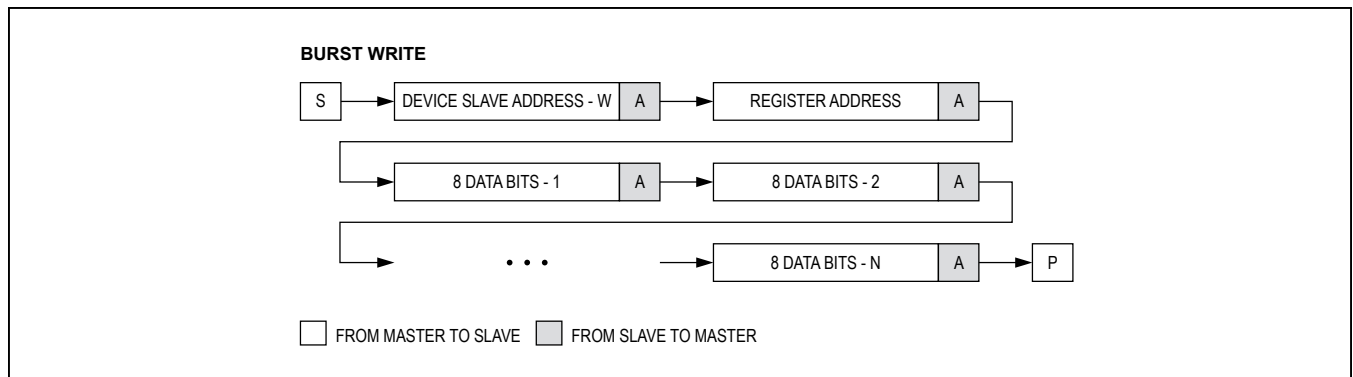 BURST WRITE
S DEVICE SLAVE ADDRESS - W A REGISTER ADDRESS A
8 DATA BITS - 1 A 8 DATA BITS - 2 A
• • • 8 DATA BITS - N A P
FROM MASTER TO SLAVE FROM SLAVE TO MASTER